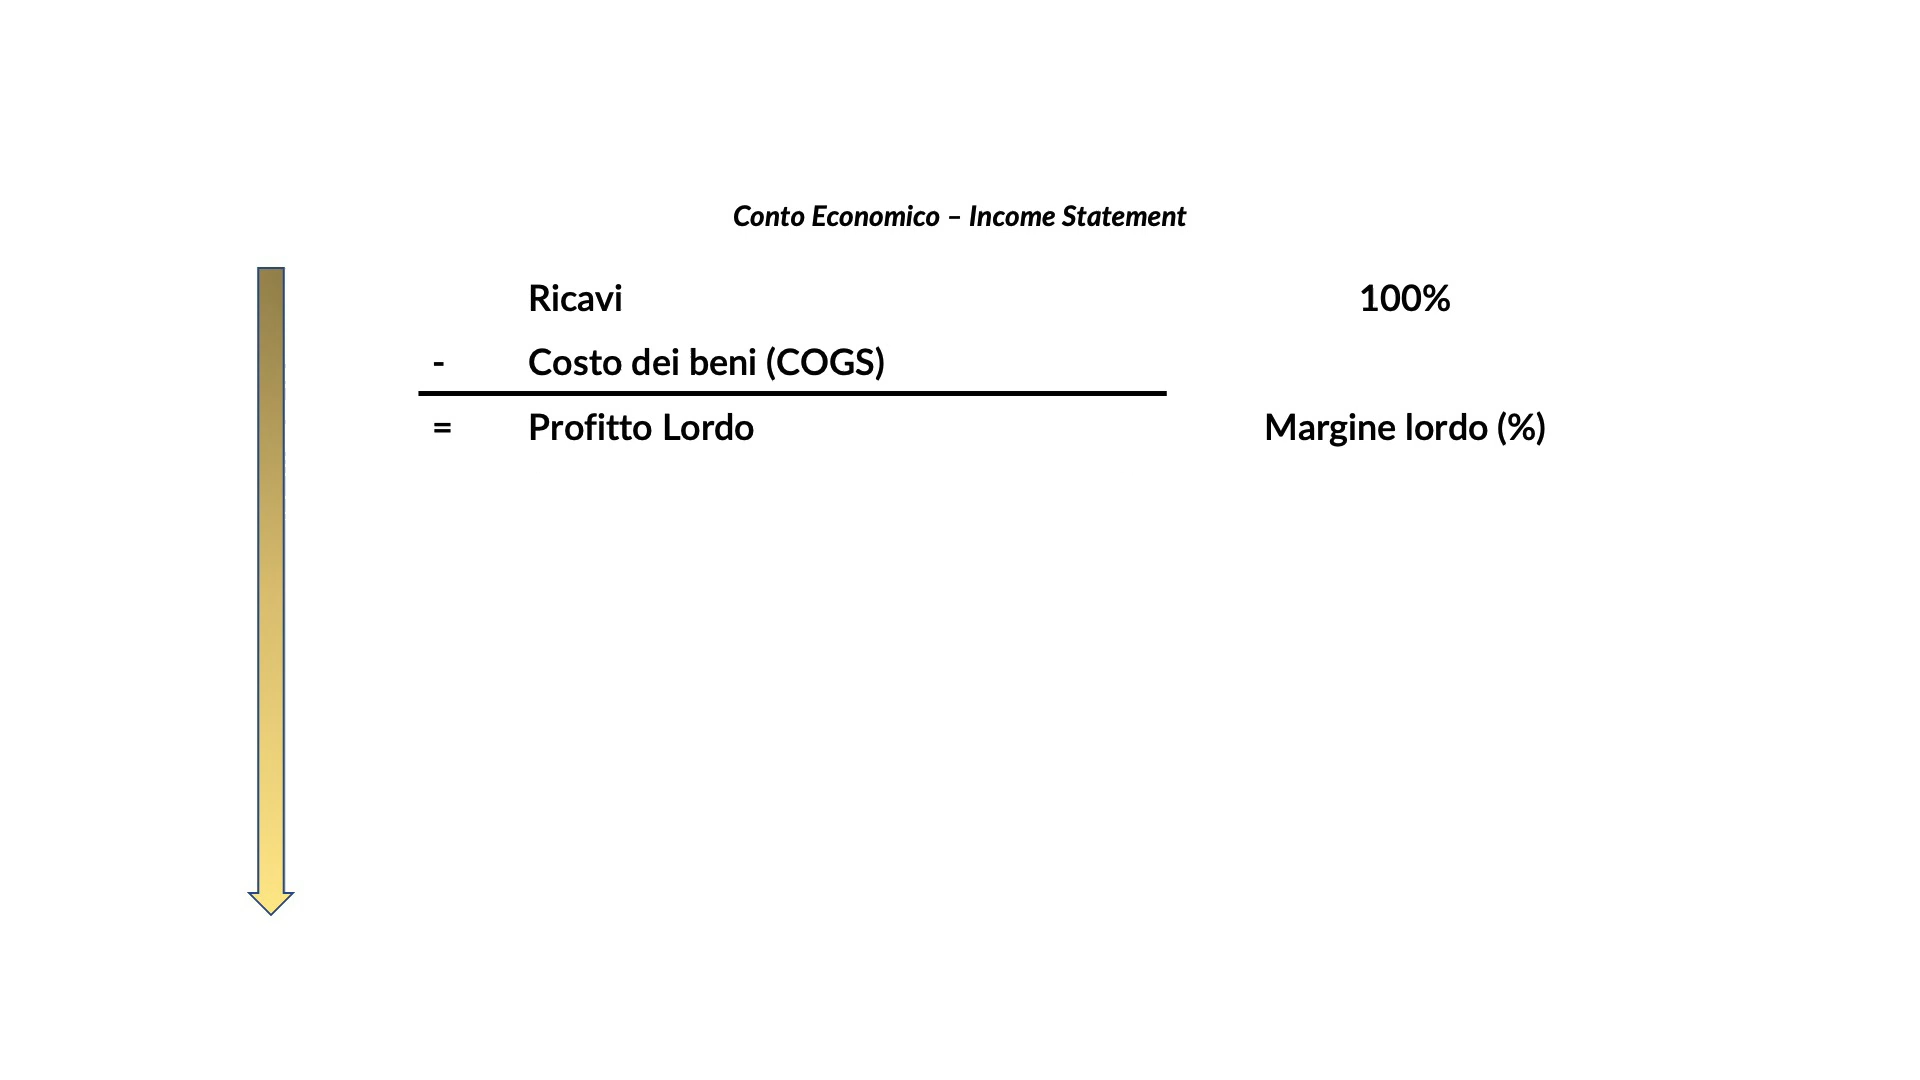 Conto Economico – Income Statement
Ricavi 100%
- Costo dei beni (COGS)
= Profitto Lordo Margine lordo (%)